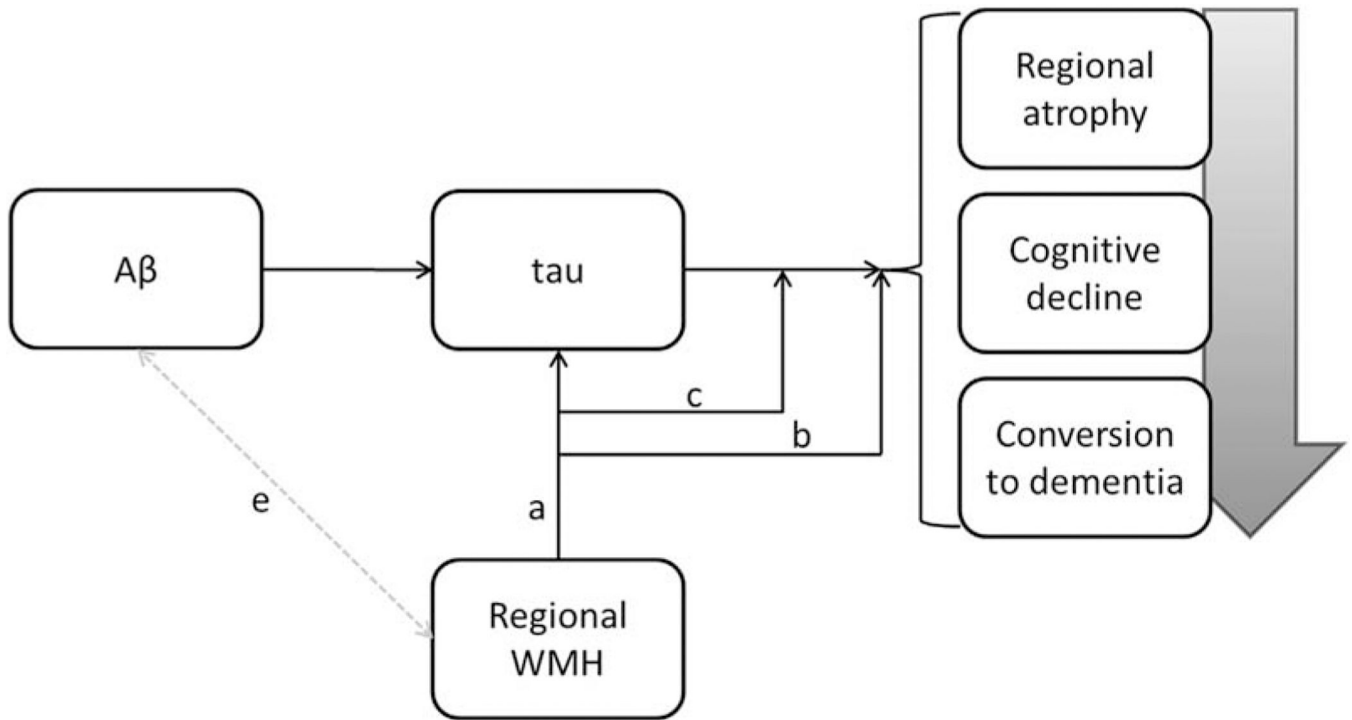 Aβ
tau
Regional
atrophy
Cognitive
decline
Conversion
to dementia
c
b
a
e
Regional
WMH